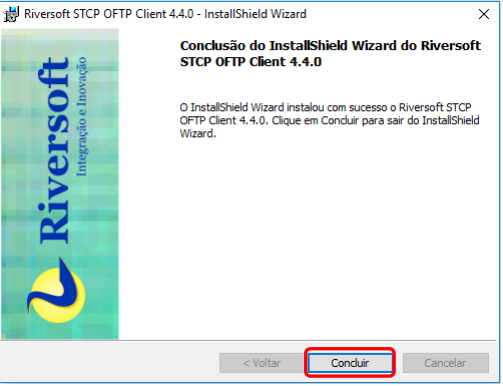 Riversoft STCP OFTP Client 4.4.0 - InstallShield Wizard
Riversoft
Integração e Inovação
Conclusão do InstallShield Wizard do Riversoft
STCP OFTP Client 4.4.0
O InstallShield Wizard instalou com sucesso o Riversoft STCP
OFTP Client 4.4.0. Clique em Concluir para sair do InstallShield
Wizard.
< Voltar
Concluir
Cancelar